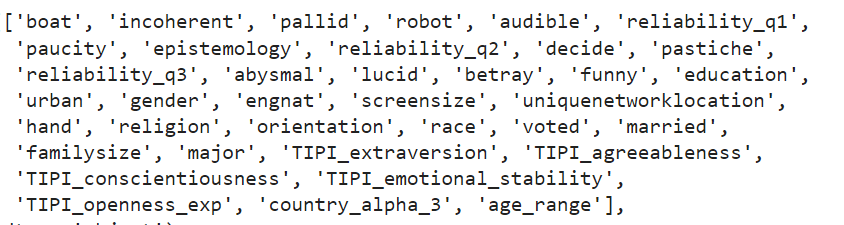 ['boat', 'incoherent', 'pallid', 'robot', 'audible', 'reliability_q1',
'paucity', 'epistemology', 'reliability_q2', 'decide', 'pastiche',
'reliability_q3', 'abysmal', 'lucid', 'betray', 'funny', 'education',
'urban', 'gender', 'engnat', 'screensize', 'uniquenetworklocation',
'hand', 'religion', 'orientation', 'race', 'voted', 'married',
'familysize', 'major', 'TIPI_extraversion', 'TIPI_agreeableness',
'TIPI_conscientiousness', 'TIPI_emotional_stability',
'TIPI_openness_exp', 'country_alpha_3', 'age_range'],